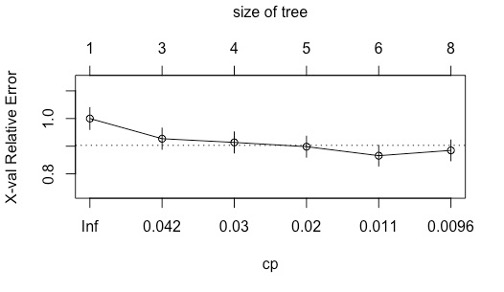 size of tree
1 3 4 5 6 8
X-val Relative Error
1.0
0.8
Inf 0.042 0.03 0.02 0.011 0.0096
cp